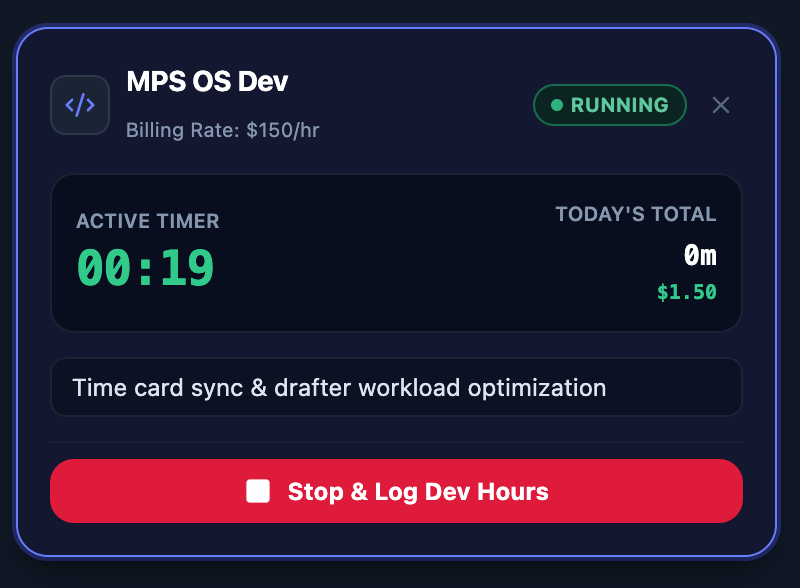 </>
MPS OS Dev
Billing Rate: $150/hr
RUNNING
ACTIVE TIMER
00:19
TODAY'S TOTAL
0m
$1.50
Time card sync & drafter workload optimization
Stop & Log Dev Hours